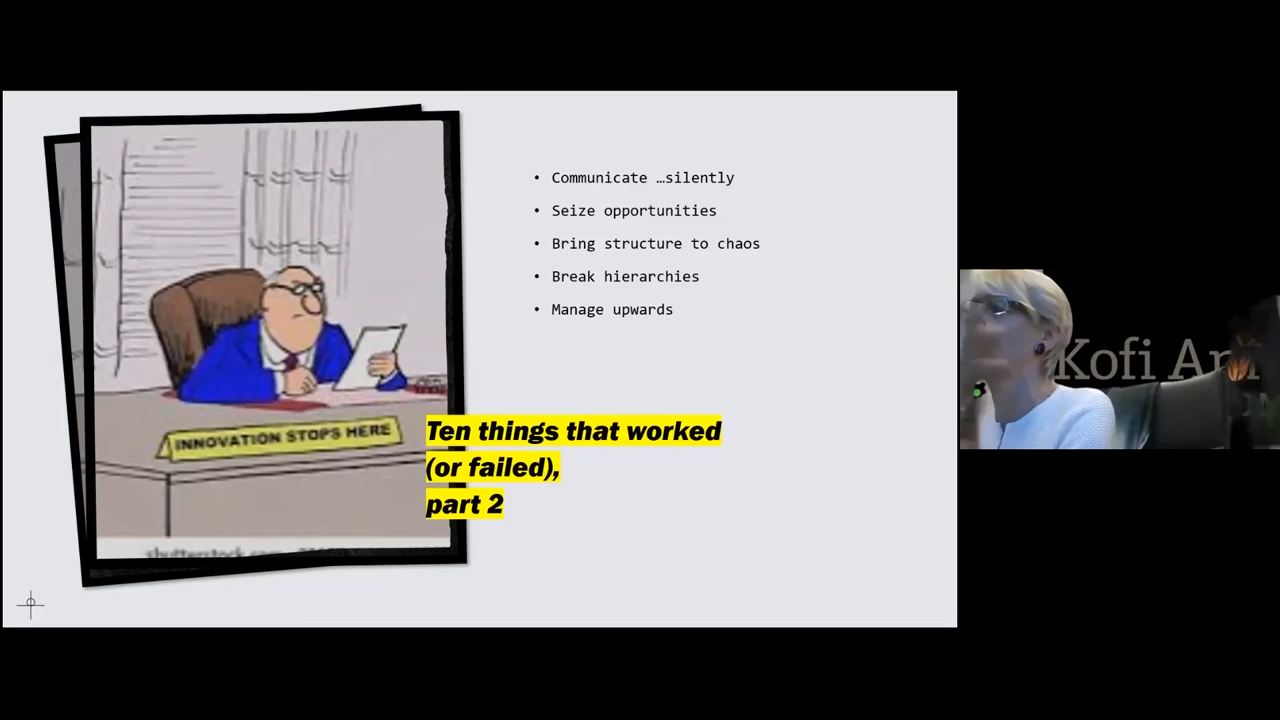 • Communicate …silently
• Seize opportunities
• Bring structure to chaos
• Break hierarchies
• Manage upwards
INNOVATION STOPS HERE
Ten things that worked
(or failed),
part 2
Kofi